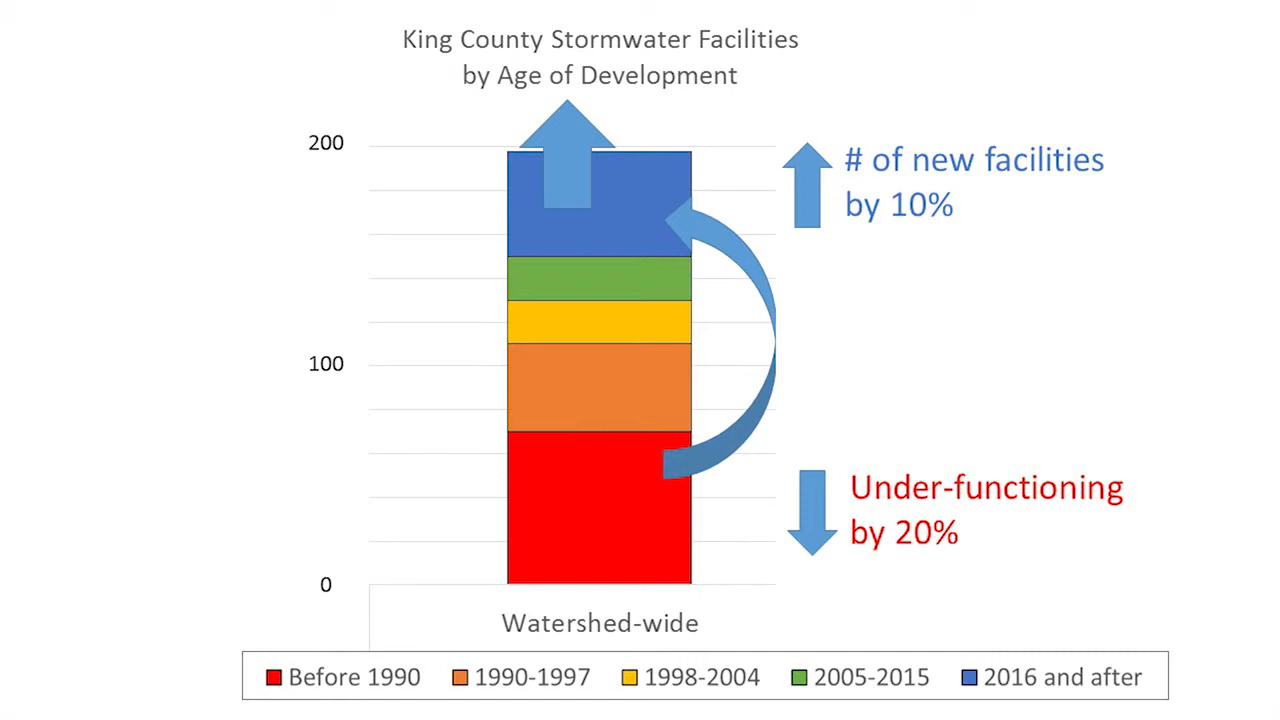 King County Stormwater Facilities
by Age of Development
200
# of new facilities
by 10%
100
Under-functioning
by 20%
0
Watershed-wide
Before 1990 1990-1997 1998-2004 2005-2015 2016 and after